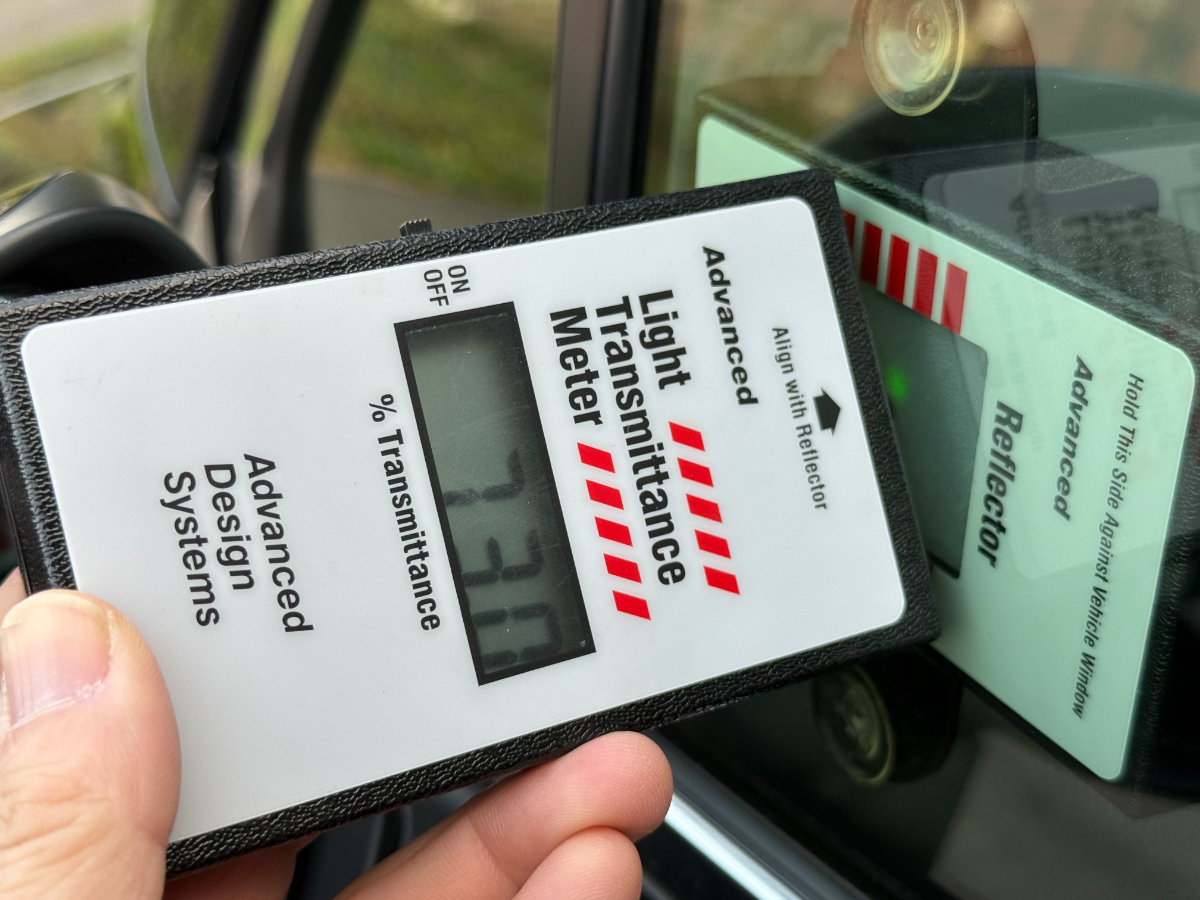 Align with Reflector
Advanced
Light
Transmittance
Meter
ON
OFF
% Transmittance
Advanced
Design
Systems
Hold This Side Against Vehicle Window
Advanced
Reflector